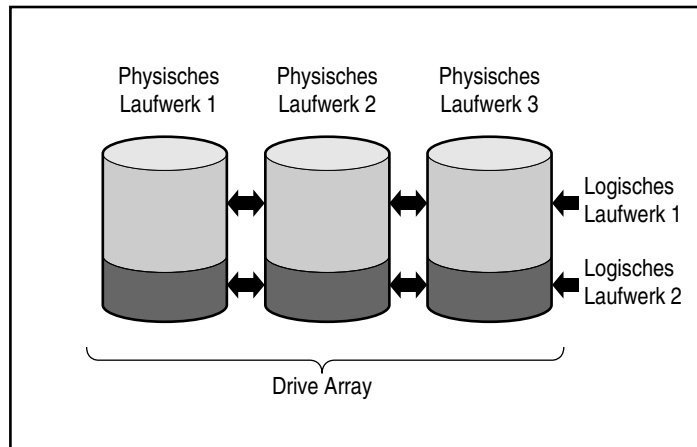 Physisches
Laufwerk 1
Physisches
Laufwerk 2
Physisches
Laufwerk 3
Logisches
Laufwerk 1
Logisches
Laufwerk 2
Drive Array